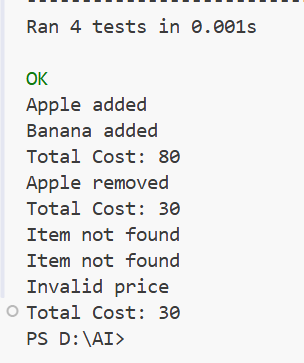 Ran 4 tests in 0.001s
OK
Apple added
Banana added
Total Cost: 80
Apple removed
Total Cost: 30
Item not found
Item not found
Invalid price
Total Cost: 30
PS D:\AI>